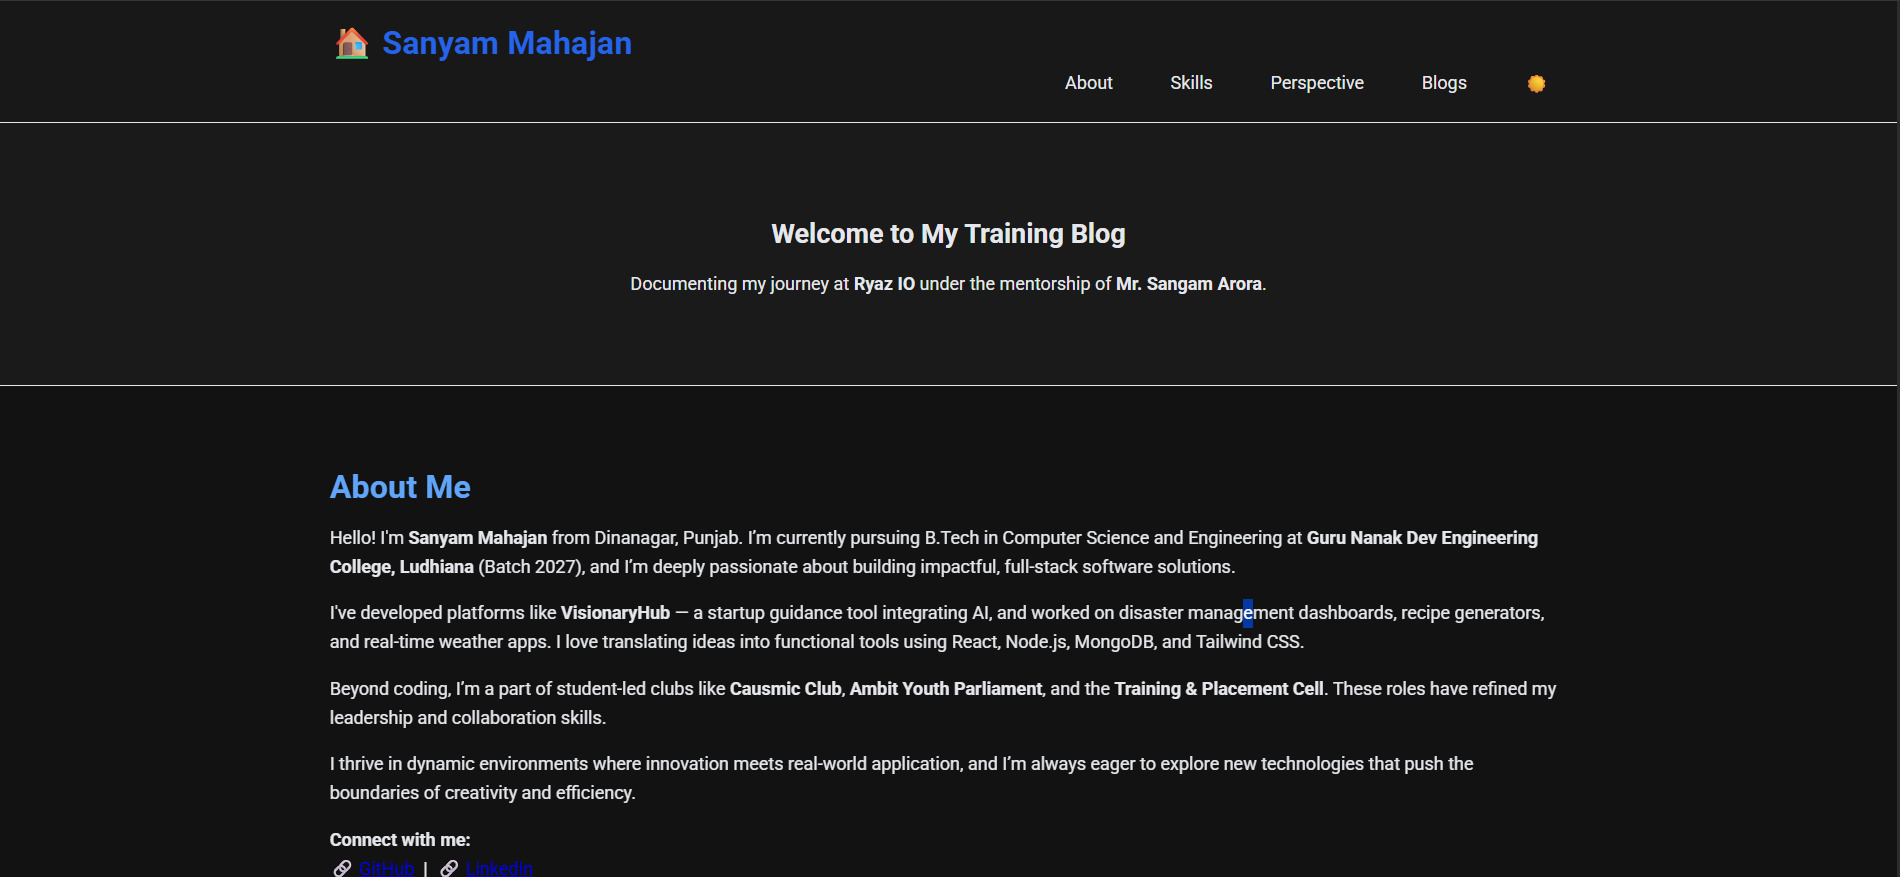 Sanyam Mahajan
About Skills Perspective Blogs
Welcome to My Training Blog
Documenting my journey at Ryaz IO under the mentorship of Mr. Sangam Arora.
About Me
Hello! I'm Sanyam Mahajan from Dinanagar, Punjab. I’m currently pursuing B.Tech in Computer Science and Engineering at Guru Nanak Dev Engineering
College, Ludhiana (Batch 2027), and I’m deeply passionate about building impactful, full-stack software solutions.
I've developed platforms like VisionaryHub — a startup guidance tool integrating AI, and worked on disaster management dashboards, recipe generators,
and real-time weather apps. I love translating ideas into functional tools using React, Node.js, MongoDB, and Tailwind CSS.
Beyond coding, I’m a part of student-led clubs like Causmic Club, Ambit Youth Parliament, and the Training & Placement Cell. These roles have refined my
leadership and collaboration skills.
I thrive in dynamic environments where innovation meets real-world application, and I’m always eager to explore new technologies that push the
boundaries of creativity and efficiency.
Connect with me:
GitHub | LinkedIn